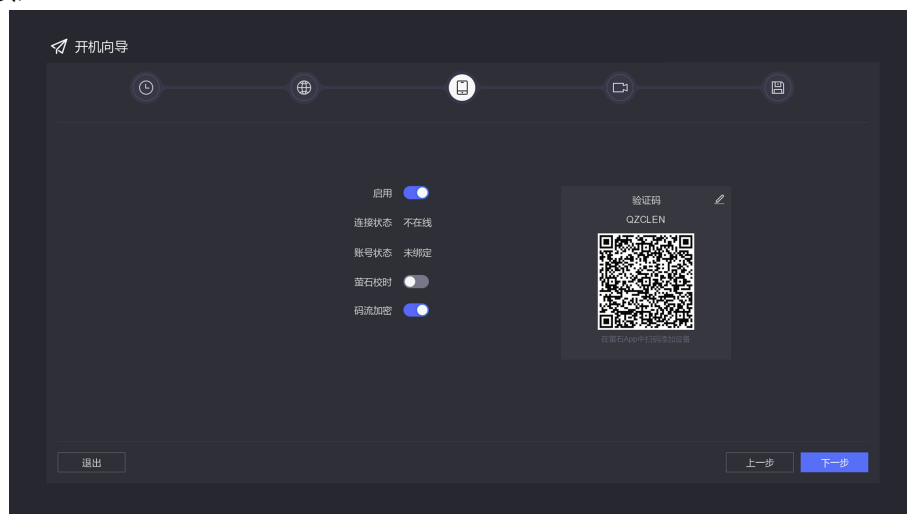 开机向导
启用
连接状态 不在线
账号状态 未绑定
萤石校时
码流加密
验证码
QZCLEN
在萤石App中扫码添加设备
退出
上一步
下一步